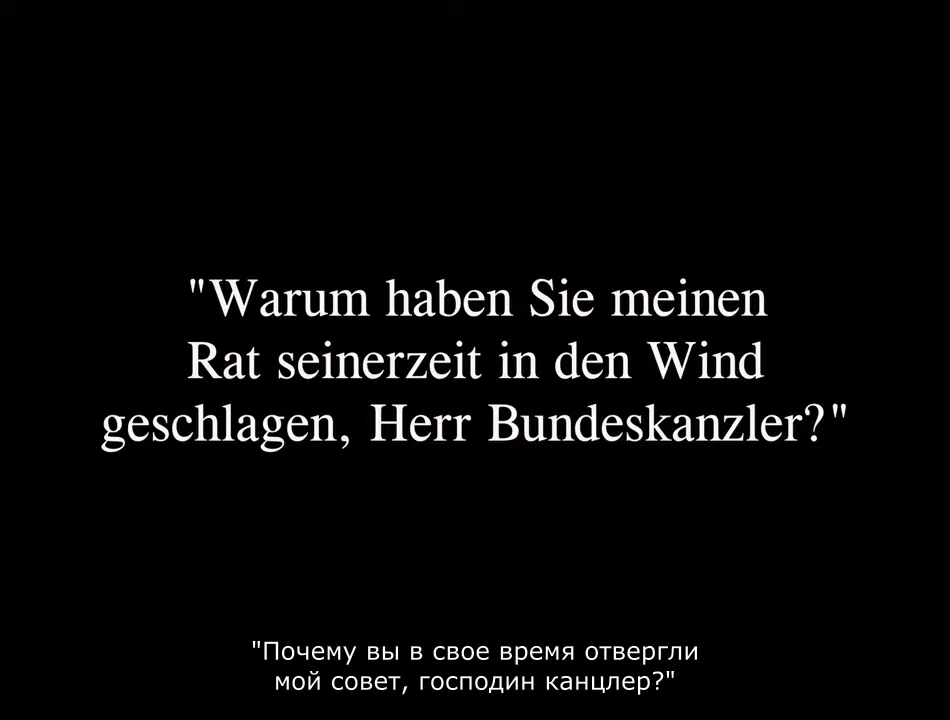 "Warum haben Sie meinen
Rat seinerzeit in den Wind
geschlagen, Herr Bundeskanzler?"
"Почему вы в свое время отвергли
мой совет, господин канцлер?"